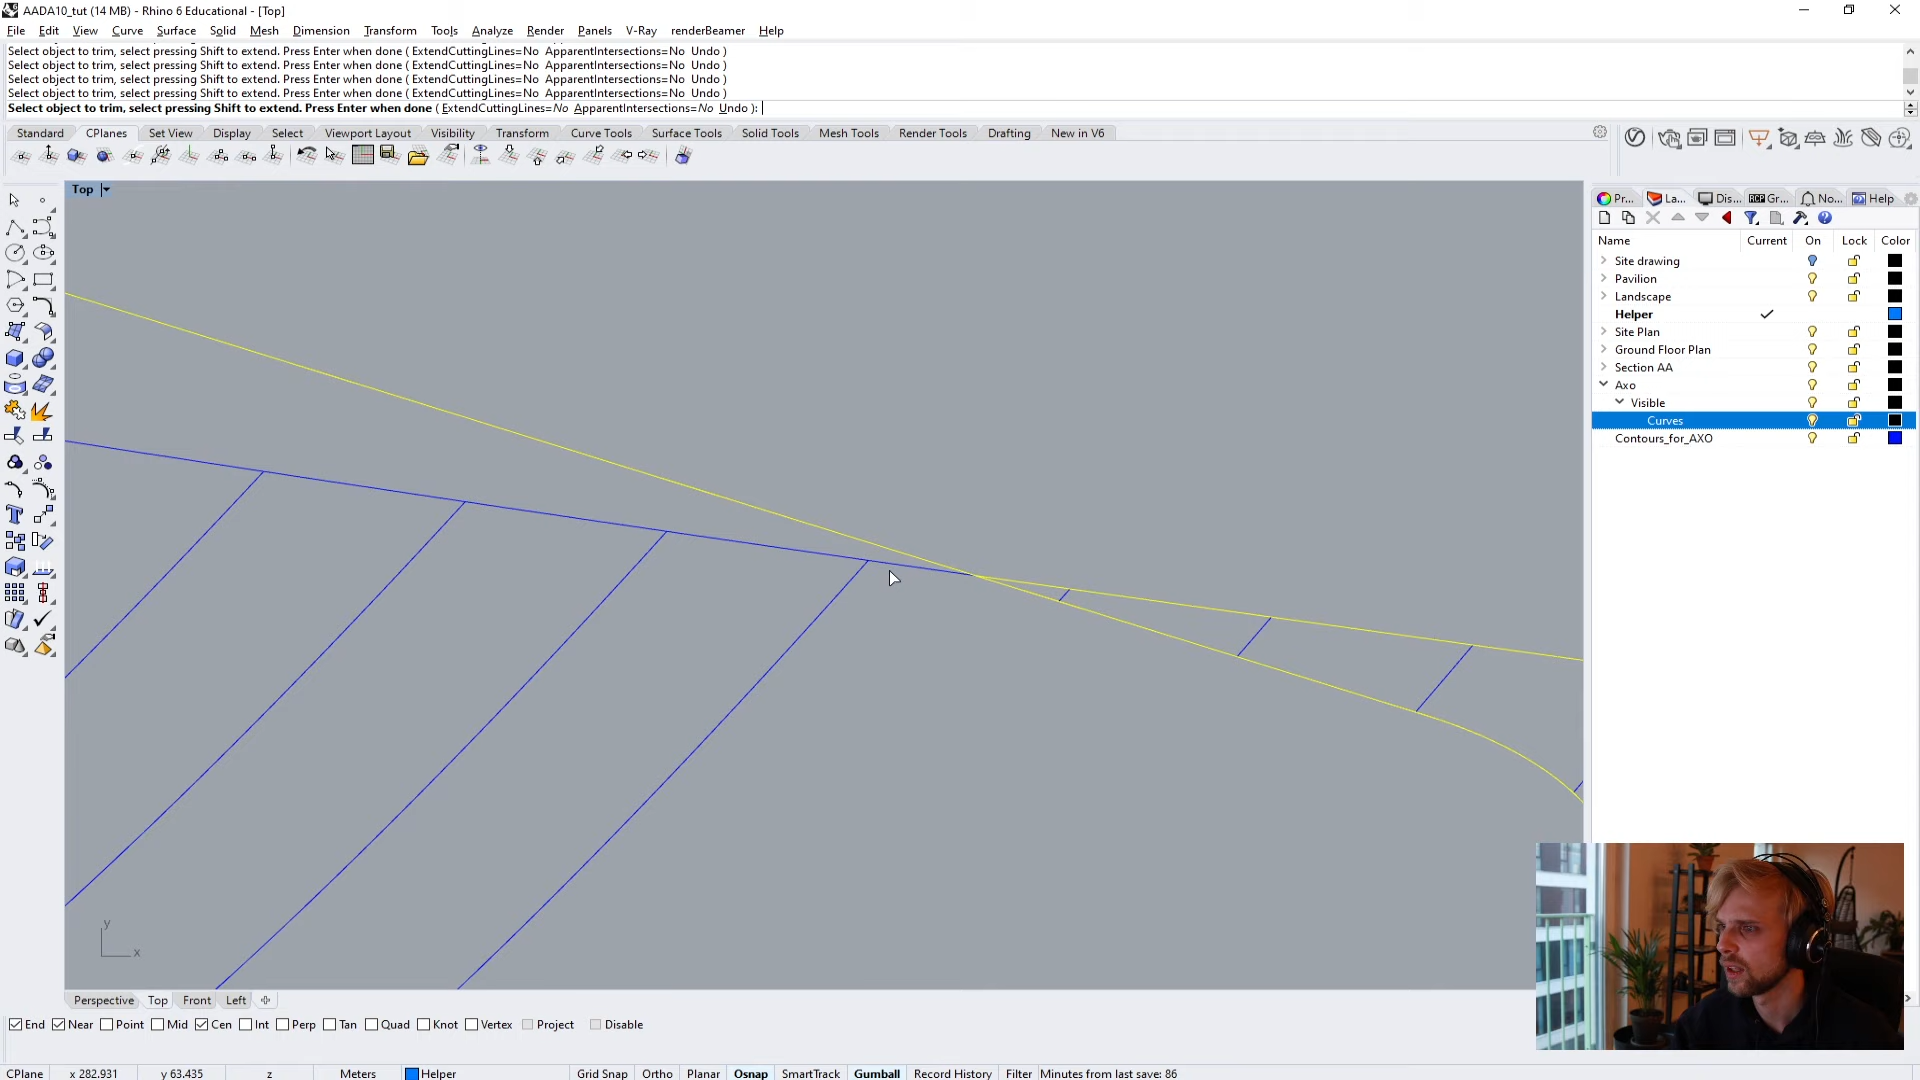 AADA10_tut (14 MB) - Rhino 6 Educational - [Top]
File Edit View Curve Surface Solid Mesh Dimension Transform Tools Analyze Render Panels V-Ray renderBeamer Help
Select object to trim, select pressing Shift to extend. Press Enter when done ( ExtendCuttingLines=No ApparentIntersections=No Undo )
Select object to trim, select pressing Shift to extend. Press Enter when done ( ExtendCuttingLines=No ApparentIntersections=No Undo )
Select object to trim, select pressing Shift to extend. Press Enter when done ( ExtendCuttingLines=No ApparentIntersections=No Undo )
Select object to trim, select pressing Shift to extend. Press Enter when done ( ExtendCuttingLines=No ApparentIntersections=No Undo )
Select object to trim, select pressing Shift to extend. Press Enter when done ( ExtendCuttingLines=No ApparentIntersections=No Undo ):
Standard CPlanes Set View Display Select Viewport Layout Visibility Transform Curve Tools Surface Tools Solid Tools Mesh Tools Render Tools Drafting New in V6
Top
Pr... La... Dis... RCP Gr... No... Help
Name Current On Lock Color
Site drawing
Pavilion
Landscape
Helper
Site Plan
Ground Floor Plan
Section AA
Axo
Visible
Curves
Contours_for_AXO
y
x
Perspective Top Front Left
End Near Point Mid Cen Int Perp Tan Quad Knot Vertex Project Disable
CPlane x 282.931 y 63.435 z Meters Helper Grid Snap Ortho Planar Osnap SmartTrack Gumball Record History Filter Minutes from last save: 86